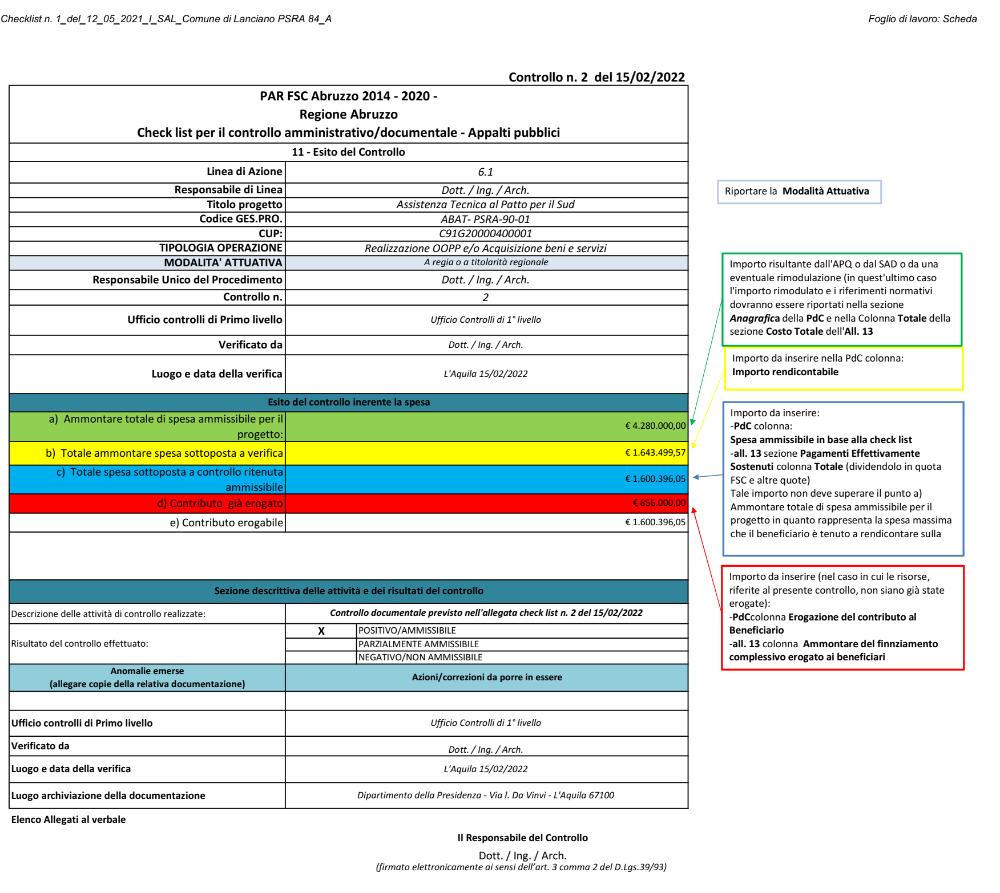 Checklist n. 1_del_12_05_2021_I_SAL_Comune di Lanciano PSRA 84_A
Foglio di lavoro: Scheda
Controllo n. 2  del 15/02/2022
PAR FSC Abruzzo 2014 - 2020 -
Regione Abruzzo
Check list per il controllo amministrativo/documentale - Appalti pubblici
11 - Esito del Controllo
Linea di Azione 6.1
Responsabile di Linea Dott. / Ing. / Arch.
Titolo progetto Assistenza Tecnica al Patto per il Sud
Codice GES.PRO. ABAT- PSRA-90-01
CUP: C91G20000400001
TIPOLOGIA OPERAZIONE Realizzazione OOPP e/o Acquisizione beni e servizi
MODALITA' ATTUATIVA A regia o a titolarità regionale
Responsabile Unico del Procedimento Dott. / Ing. / Arch.
Controllo n. 2
Ufficio controlli di Primo livello Ufficio Controlli di 1° livello
Verificato da Dott. / Ing. / Arch.
Luogo e data della verifica L'Aquila 15/02/2022
Esito del controllo inerente la spesa
a)  Ammontare totale di spesa ammissibile per il
progetto:
€ 4.280.000,00
b)  Totale ammontare spesa sottoposta a verifica € 1.643.499,57
c)  Totale spesa sottoposta a controllo ritenuta
ammissibile
€ 1.600.396,05
d) Contributo  già erogato € 856.000,00
e) Contributo erogabile € 1.600.396,05
Sezione descrittiva delle attività e dei risultati del controllo
Descrizione delle attività di controllo realizzate: Controllo documentale previsto nell'allegata check list n. 2 del 15/02/2022
Risultato del controllo effettuato:
X POSITIVO/AMMISSIBILE
PARZIALMENTE AMMISSIBILE
NEGATIVO/NON AMMISSIBILE
Anomalie emerse
(allegare copie della relativa documentazione)
Azioni/correzioni da porre in essere
Ufficio controlli di Primo livello Ufficio Controlli di 1° livello
Verificato da Dott. / Ing. / Arch.
Luogo e data della verifica L'Aquila 15/02/2022
Luogo archiviazione della documentazione Dipartimento della Presidenza - Via l. Da Vinvi - L'Aquila 67100
Elenco Allegati al verbale
Il Responsabile del Controllo
Dott. / Ing. / Arch.
(firmato elettronicamente ai sensi dell'art. 3 comma 2 del D.Lgs.39/93)
Riportare la  Modalità Attuativa
Importo risultante dall'APQ o dal SAD o da una
eventuale rimodulazione (in quest'ultimo caso
l'importo rimodulato e i riferimenti normativi
dovranno essere riportati nella sezione
Anagrafica della PdC e nella Colonna Totale della
sezione Costo Totale dell'All. 13
Importo da inserire nella PdC colonna:
Importo rendicontabile
Importo da inserire:
-PdC colonna:
Spesa ammissibile in base alla check list
-all. 13 sezione Pagamenti Effettivamente
Sostenuti colonna Totale (dividendolo in quota
FSC e altre quote)
Tale importo non deve superare il punto a)
Ammontare totale di spesa ammissibile per il
progetto in quanto rappresenta la spesa massima
che il beneficiario è tenuto a rendicontare sulla
Importo da inserire (nel caso in cui le risorse,
riferite al presente controllo, non siano già state
erogate):
-PdCcolonna Erogazione del contributo al
Beneficiario
-all. 13 colonna  Ammontare del finnziamento
complessivo erogato ai beneficiari